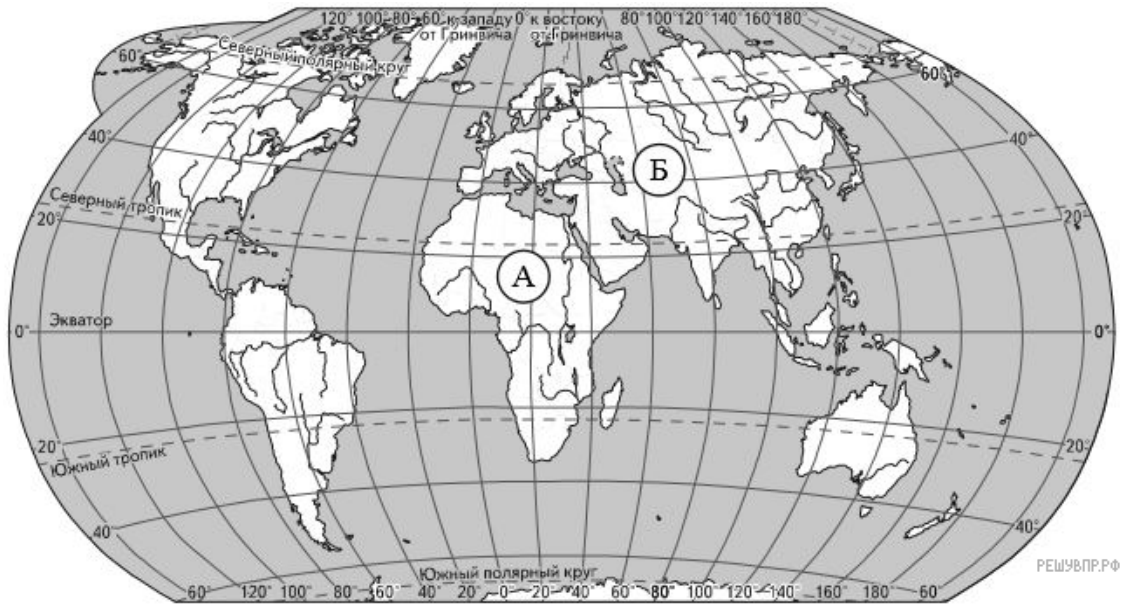 120° 100° 80° 60° к западу 0° к востоку 80° 100° 120° 140° 160° 180°
от Гринвича от Гринвича
60° Северный полярный круг 60°
40° 40°
Б
Северный тропик
20° 20°
А
Экватор
0° 0°
20° 20°
Южный тропик
40 40°
РЕШУВПР.РФ
Южный полярный круг
60° 120° 100° 80° 60° 40° 20° 0° 20° 40° 60° 80° 100° 120° 140° 160° 180° 60°